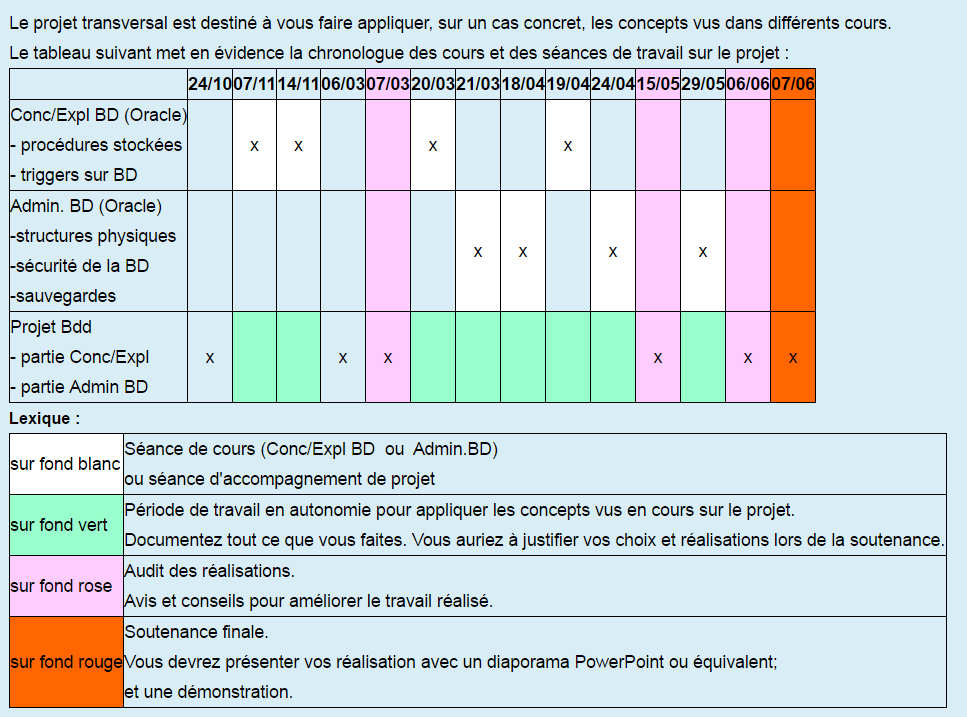 Le projet transversal est destiné à vous faire appliquer, sur un cas concret, les concepts vus dans différents cours.
Le tableau suivant met en évidence la chronologue des cours et des séances de travail sur le projet :
24/10 07/11 14/11 06/03 07/03 20/03 21/03 18/04 19/04 24/04 15/05 29/05 06/06 07/06
Conc/Expl BD (Oracle)
- procédures stockées x x x x
- triggers sur BD
Admin. BD (Oracle)
-structures physiques
x x x x
-sécurité de la BD
-sauvegardes
Projet Bdd
- partie Conc/Expl x x x x x x
- partie Admin BD
Lexique :
sur fond blanc
Séance de cours (Conc/Expl BD ou Admin.BD)
ou séance d'accompagnement de projet
sur fond vert
Période de travail en autonomie pour appliquer les concepts vus en cours sur le projet.
Documentez tout ce que vous faites. Vous auriez à justifier vos choix et réalisations lors de la soutenance.
sur fond rose
Audit des réalisations.
Avis et conseils pour améliorer le travail réalisé.
sur fond rouge
Soutenance finale.
Vous devrez présenter vos réalisation avec un diaporama PowerPoint ou équivalent;
et une démonstration.